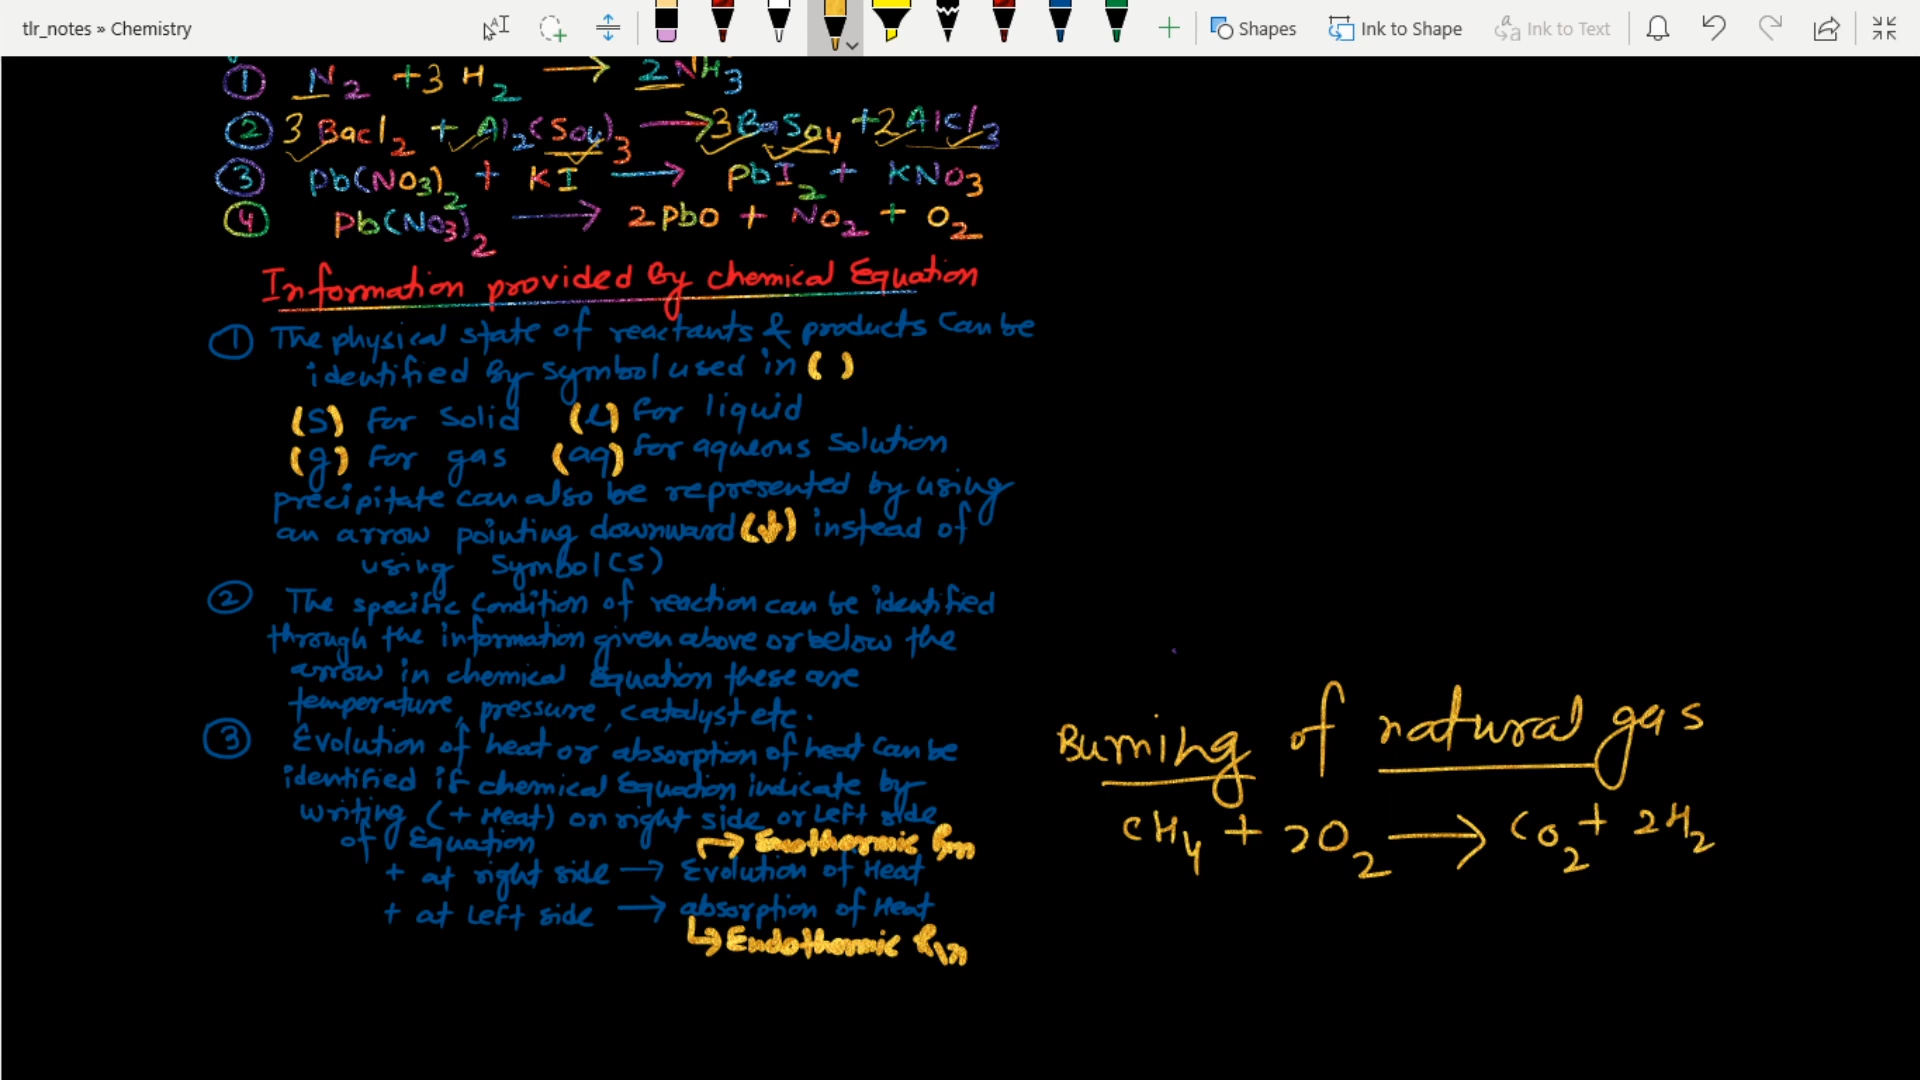 tlr_notes » Chemistry
Shapes
Ink to Shape
Ink to Text
① N2 +3 H2 → 2NH3
② 3 BaCl2 + Al2(SO4)3 → 3BaSO4 +2AlCl3
③ Pb(NO3)2 + KI → PbI2 + KNO3
④ Pb(NO3)2 → 2PbO + NO2 + O2
Information provided by chemical Equation
① The physical state of reactants & products can be
identified by symbol used in ( )
(s) for solid (l) for liquid
(g) for gas (aq) for aqueous solution
precipitate can also be represented by using
an arrow pointing downward (↓) instead of
using symbol (s)
② The specific condition of reaction can be identified
through the information given above or below the
arrow in chemical Equation these are
temperature, pressure, catalyst etc.
③ Evolution of heat or absorption of heat can be
identified if chemical Equation indicate by
writing (+ Heat) on right side or left side
of Equation
↱ Exothermic Rxn
+ at right side → Evolution of Heat
+ at left side → absorption of Heat
↳ Endothermic Rxn
Burning of natural gas
CH4 + 2O2 → CO2 + 2H2